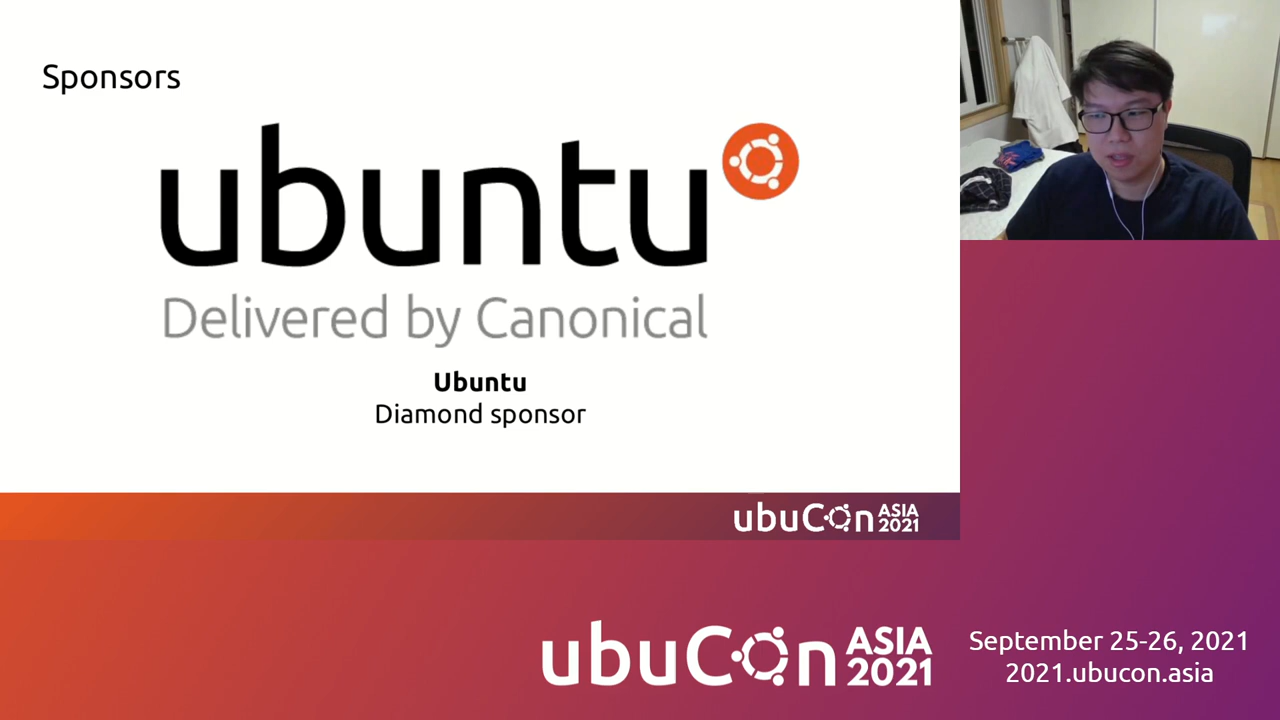 Sponsors
ubuntu
Delivered by Canonical
Ubuntu
Diamond sponsor
ubuCon ASIA 2021
ubuCon ASIA 2021
September 25-26, 2021
2021.ubucon.asia